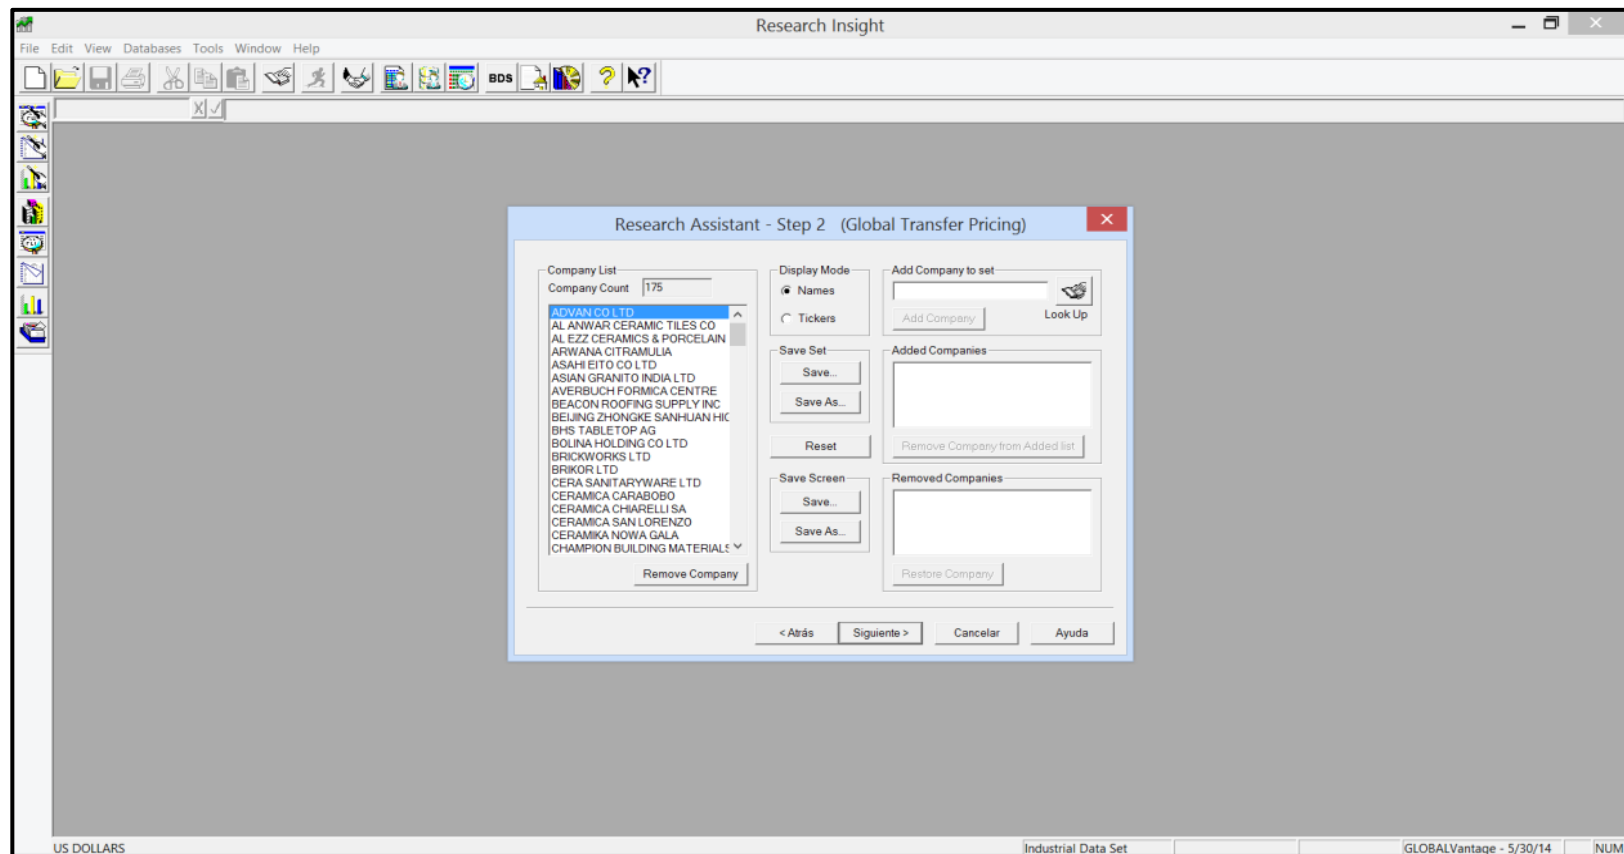 Research Insight
File Edit View Databases Tools Window Help
BDS
X
Research Assistant - Step 2 (Global Transfer Pricing)
Company List
Company Count 175
ADVAN CO LTD
AL ANWAR CERAMIC TILES CO
AL EZZ CERAMICS & PORCELAIN
ARWANA CITRAMULIA
ASAHI EITO CO LTD
ASIAN GRANITO INDIA LTD
AVERBUCH FORMICA CENTRE
BEACON ROOFING SUPPLY INC
BEIJING ZHONGKE SANHUAN HIC
BHS TABLETOP AG
BOLINA HOLDING CO LTD
BRICKWORKS LTD
BRIKOR LTD
CERA SANITARYWARE LTD
CERAMICA CARABOBO
CERAMICA CHIARELLI SA
CERAMICA SAN LORENZO
CERAMIKA NOWA GALA
CHAMPION BUILDING MATERIALS
Remove Company
Display Mode
Names
Tickers
Save Set
Save...
Save As...
Reset
Save Screen
Save...
Save As...
Add Company to set
Add Company
Look Up
Added Companies
Remove Company from Added list
Removed Companies
Restore Company
< Atrás Siguiente > Cancelar Ayuda
US DOLLARS Industrial Data Set GLOBALVantage - 5/30/14 NUM